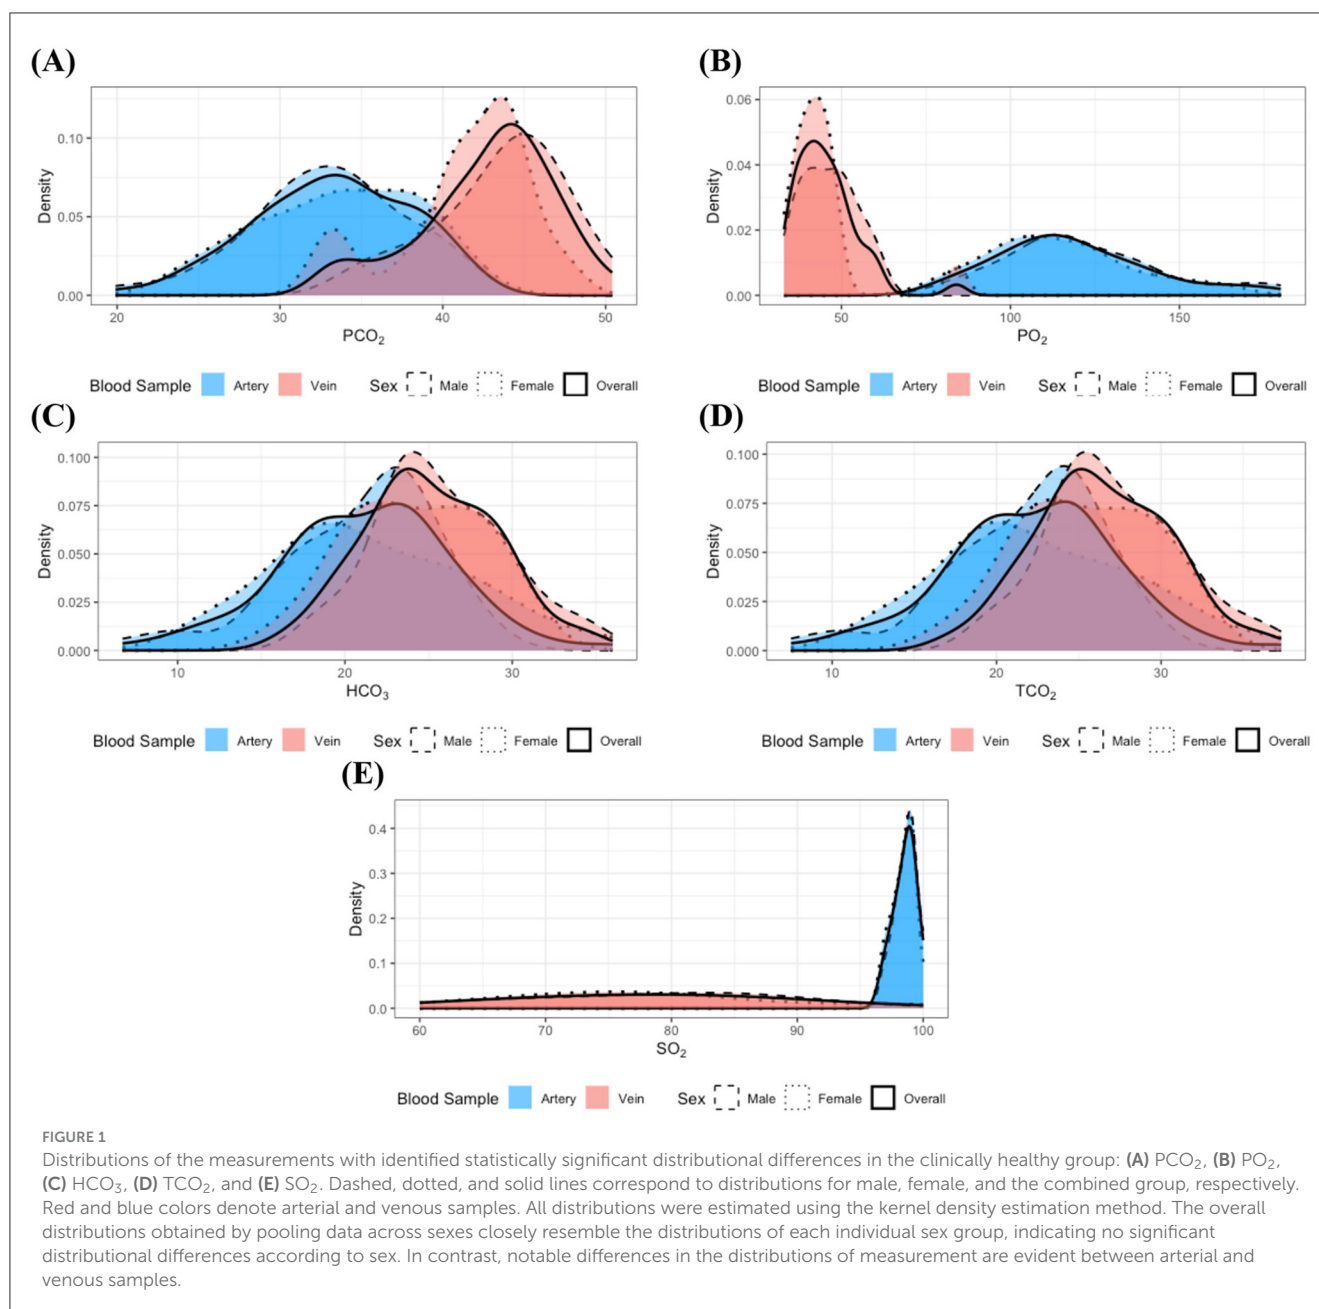 (A)
0.10
0.05
0.00
Density
20 30 40 50
PCO₂
Blood Sample Artery Vein Sex Male Female Overall
(B)
0.06
0.04
0.02
0.00
Density
50 100 150
PO₂
Blood Sample Artery Vein Sex Male Female Overall
(C)
0.100
0.075
0.050
0.025
0.000
Density
10 20 30
HCO₃
Blood Sample Artery Vein Sex Male Female Overall
(D)
0.100
0.075
0.050
0.025
0.000
Density
10 20 30
TCO₂
Blood Sample Artery Vein Sex Male Female Overall
(E)
0.4
0.3
0.2
0.1
0.0
Density
60 70 80 90 100
SO₂
Blood Sample Artery Vein Sex Male Female Overall
FIGURE 1
Distributions of the measurements with identified statistically significant distributional differences in the clinically healthy group: (A) PCO₂, (B) PO₂,
(C) HCO₃, (D) TCO₂, and (E) SO₂. Dashed, dotted, and solid lines correspond to distributions for male, female, and the combined group, respectively.
Red and blue colors denote arterial and venous samples. All distributions were estimated using the kernel density estimation method. The overall
distributions obtained by pooling data across sexes closely resemble the distributions of each individual sex group, indicating no significant
distributional differences according to sex. In contrast, notable differences in the distributions of measurement are evident between arterial and
venous samples.